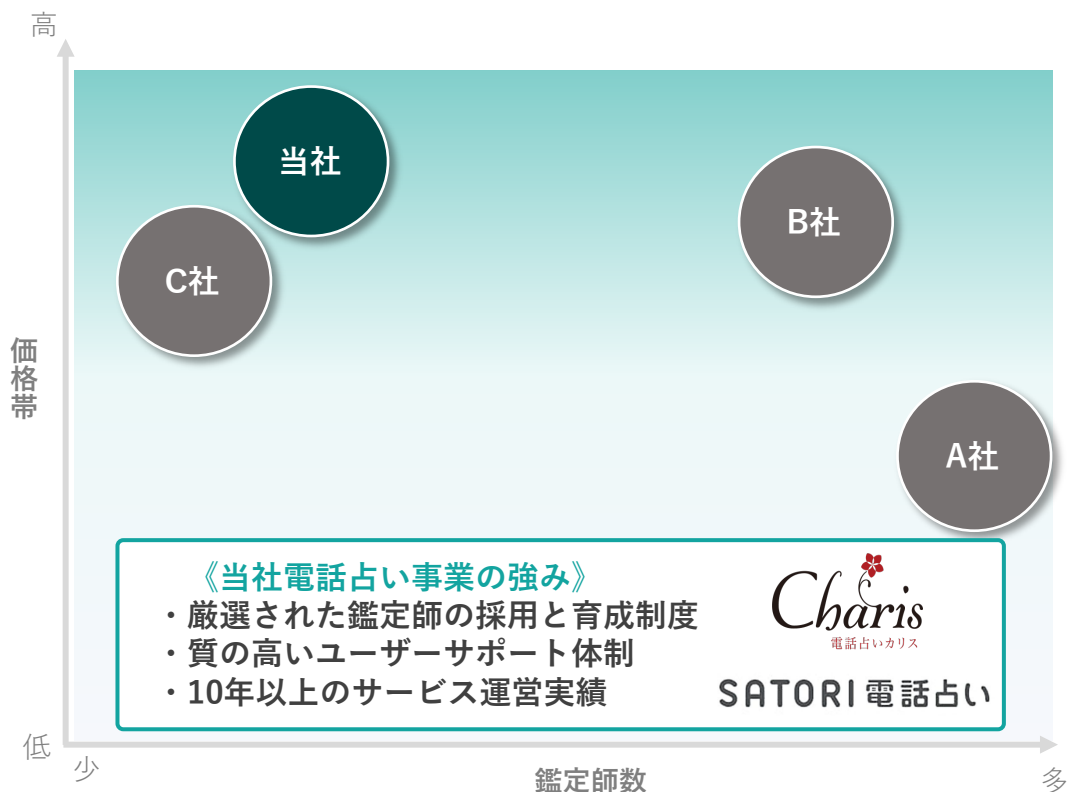 高
当社
B社
C社
価格帯
A社
《当社電話占い事業の強み》
・厳選された鑑定師の採用と育成制度
・質の高いユーザーサポート体制
・10年以上のサービス運営実績
Charis
電話占いカリス
SATORI電話占い
低
少
鑑定師数
多